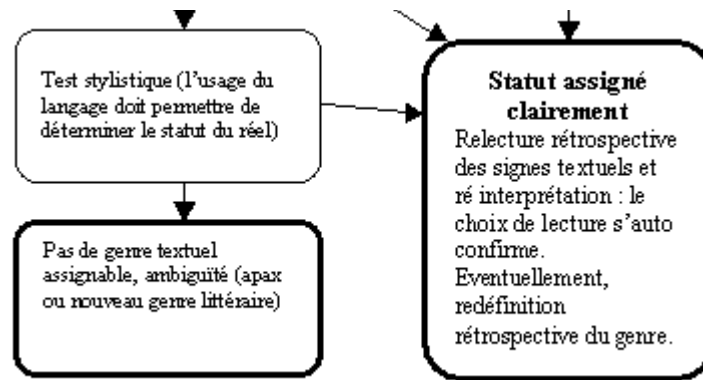 Test stylistique (l'usage du
langage doit permettre de
déterminer le statut du réel)
Pas de genre textuel
assignable, ambiguïté (apax
ou nouveau genre littéraire)
Statut assigné
clairement
Relecture rétrospective
des signes textuels et
ré interprétation : le
choix de lecture s'auto
confirme.
Eventuellement,
redéfinition
rétrospective du genre.